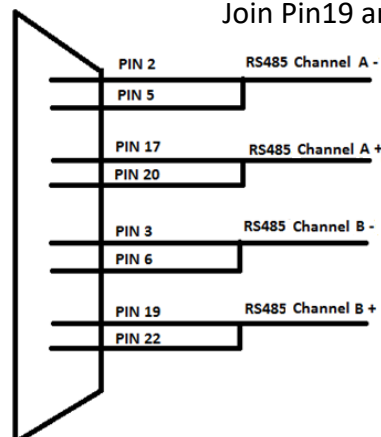 Join Pin19 an
PIN 2 RS485 Channel A -
PIN 5
PIN 17 RS485 Channel A +
PIN 20
PIN 3 RS485 Channel B -
PIN 6
PIN 19 RS485 Channel B +
PIN 22